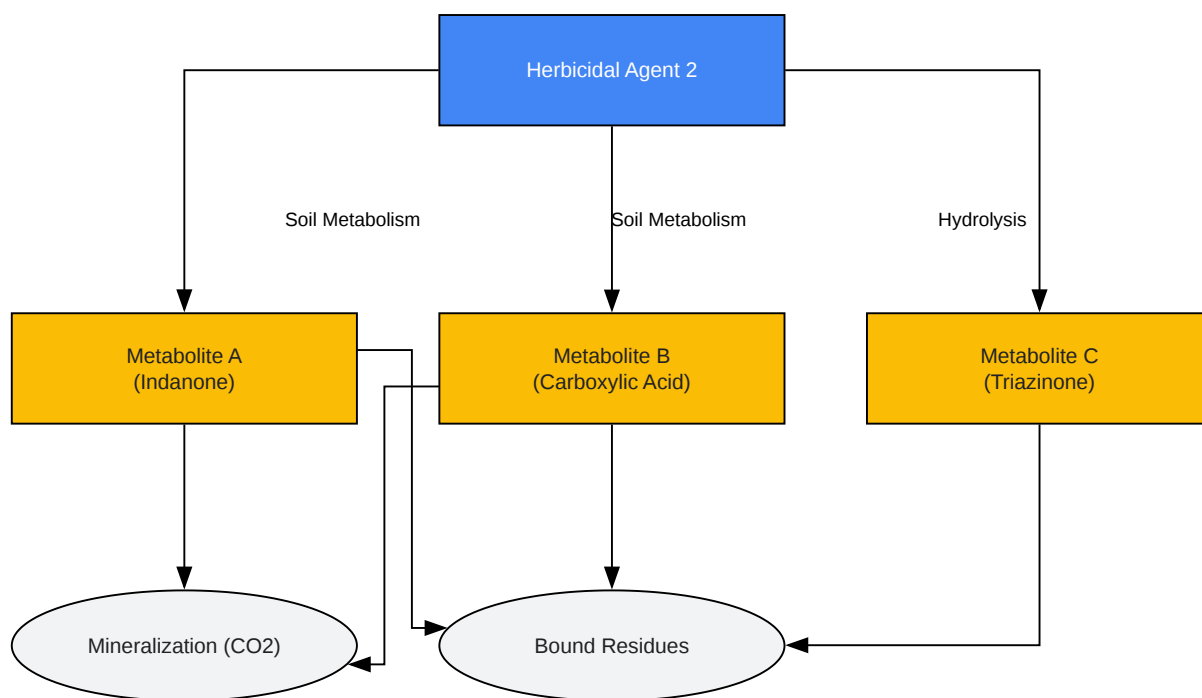 Herbicidal Agent 2
Soil Metabolism
Soil Metabolism
Hydrolysis
Metabolite A
(Indanone)
Metabolite B
(Carboxylic Acid)
Metabolite C
(Triazinone)
Mineralization (CO2)
Bound Residues